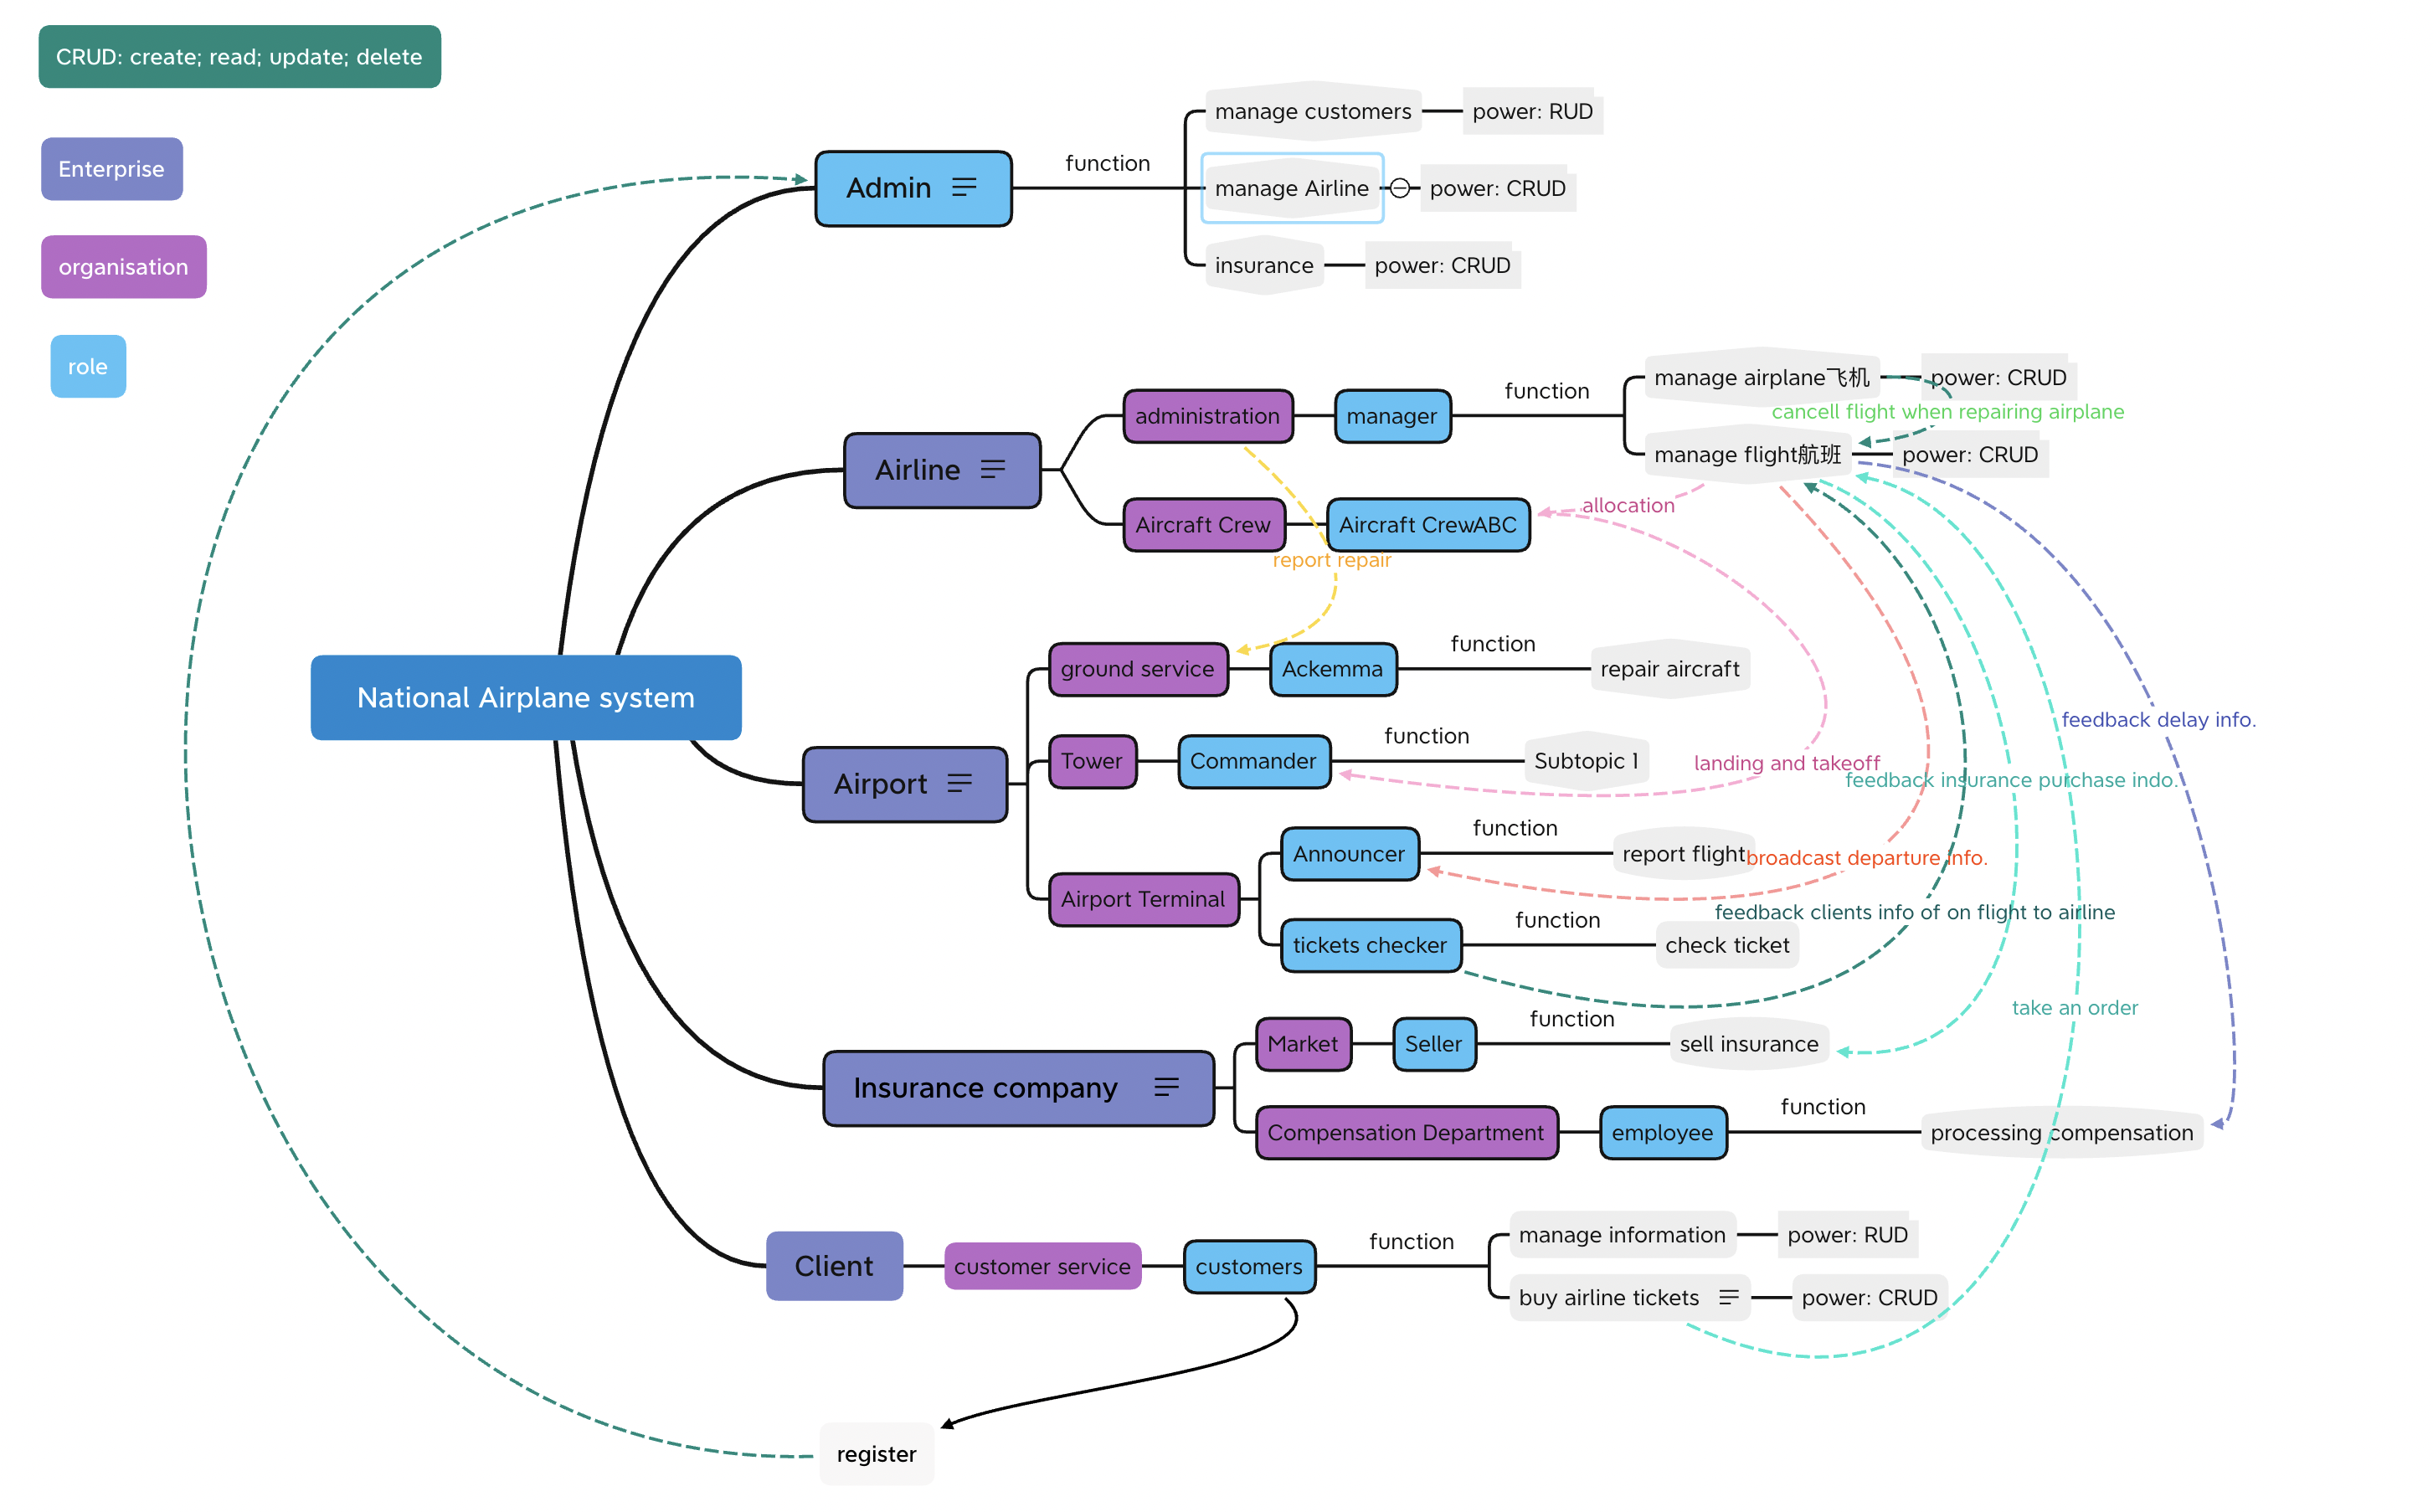 CRUD: create; read; update; delete
Enterprise
organisation
role
National Airplane system
Admin
function
manage customers
power: RUD
manage Airline
power: CRUD
insurance
power: CRUD
Airline
administration
manager
function
manage airplane飞机
power: CRUD
cancell flight when repairing airplane
manage flight航班
power: CRUD
Aircraft Crew
Aircraft CrewABC
allocation
report repair
Airport
ground service
Ackemma
function
repair aircraft
Tower
Commander
function
Subtopic 1
landing and takeoff
feedback delay info.
feedback insurance purchase indo.
Airport Terminal
Announcer
function
report flight
broadcast departure info.
tickets checker
function
check ticket
feedback clients info of on flight to airline
take an order
Insurance company
Market
Seller
function
sell insurance
Compensation Department
employee
function
processing compensation
Client
customer service
customers
function
manage information
power: RUD
buy airline tickets
power: CRUD
register